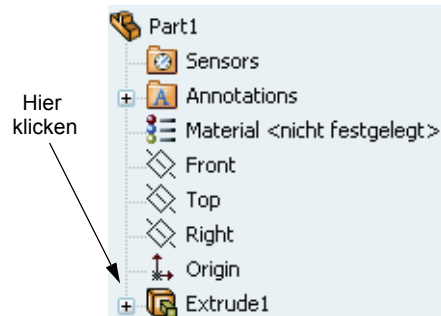 Part1
Sensors
Annotations
Hier
klicken
Material <nicht festgelegt>
Front
Top
Right
Origin
Extrude1